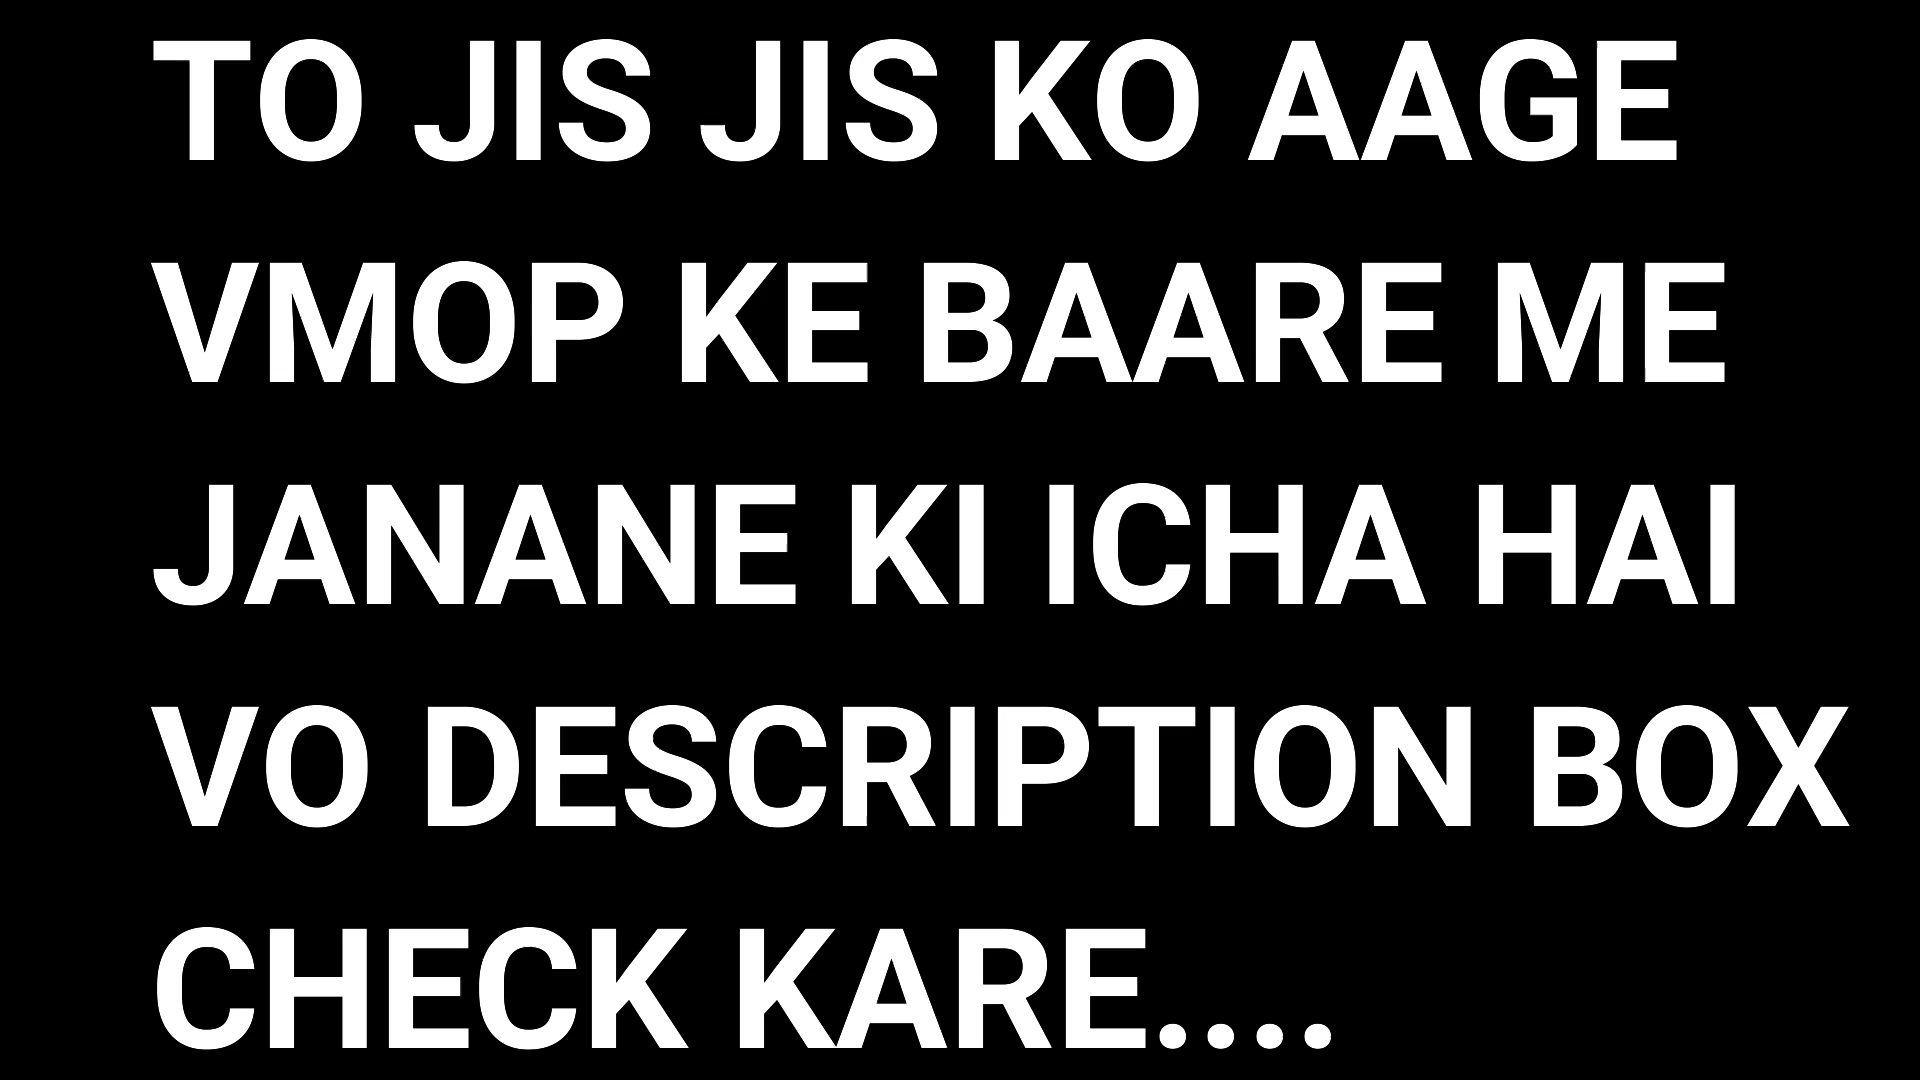 TO JIS JIS KO AAGE
VMOP KE BAARE ME
JANANE KI ICHA HAI
VO DESCRIPTION BOX
CHECK KARE....